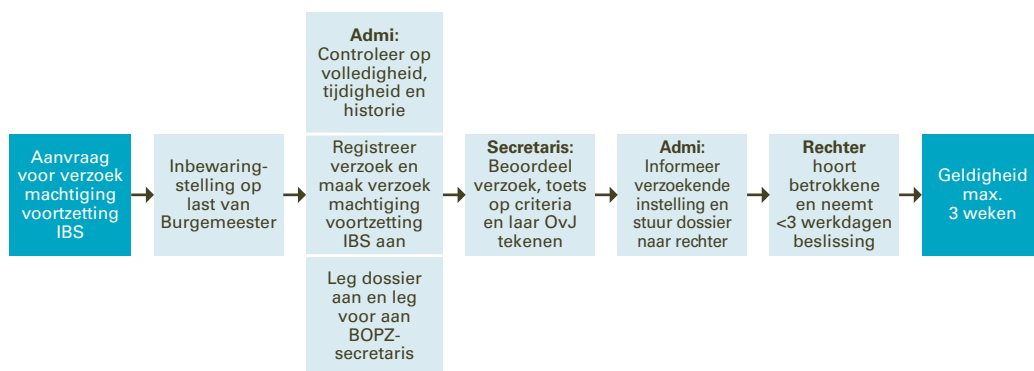 Aanvraag
voor verzoek
machtiging
voortzetting
IBS
Inbewaring-
stelling op
last van
Burgemeester
Admi:
Controleer op
volledigheid,
tijdigheid en
historie
Registreer
verzoek en
maak verzoek
machtiging
voortzetting
IBS aan
Leg dossier
aan en leg
voor aan
BOPZ-
secretaris
Secretaris:
Beoordeel
verzoek, toets
op criteria
en laar OvJ
tekenen
Admi:
Informeer
verzoekende
instelling en
stuur dossier
naar rechter
Rechter
hoort
betrokkene
en neemt
<3 werkdagen
beslissing
Geldigheid
max.
3 weken